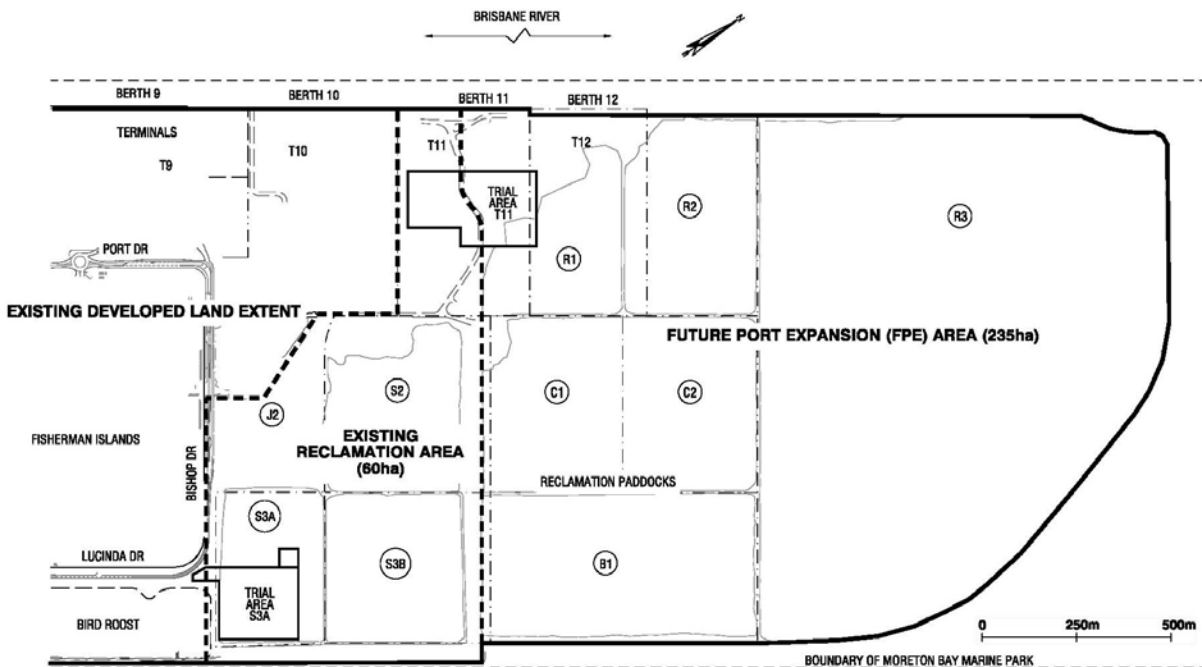 BRISBANE RIVER
N
BERTH 9
BERTH 10
BERTH 11
BERTH 12
TERMINALS
T9
T10
T11
T12
TRIAL
AREA
T11
R1
R2
R3
PORT DR
EXISTING DEVELOPED LAND EXTENT
FUTURE PORT EXPANSION (FPE) AREA (235ha)
J2
S2
C1
C2
FISHERMAN ISLANDS
BISHOP DR
EXISTING
RECLAMATION AREA
(60ha)
RECLAMATION PADDOCKS
S3A
S3B
B1
LUCINDA DR
TRIAL
AREA
S3A
BIRD ROOST
0 250m 500m
BOUNDARY OF MORETON BAY MARINE PARK